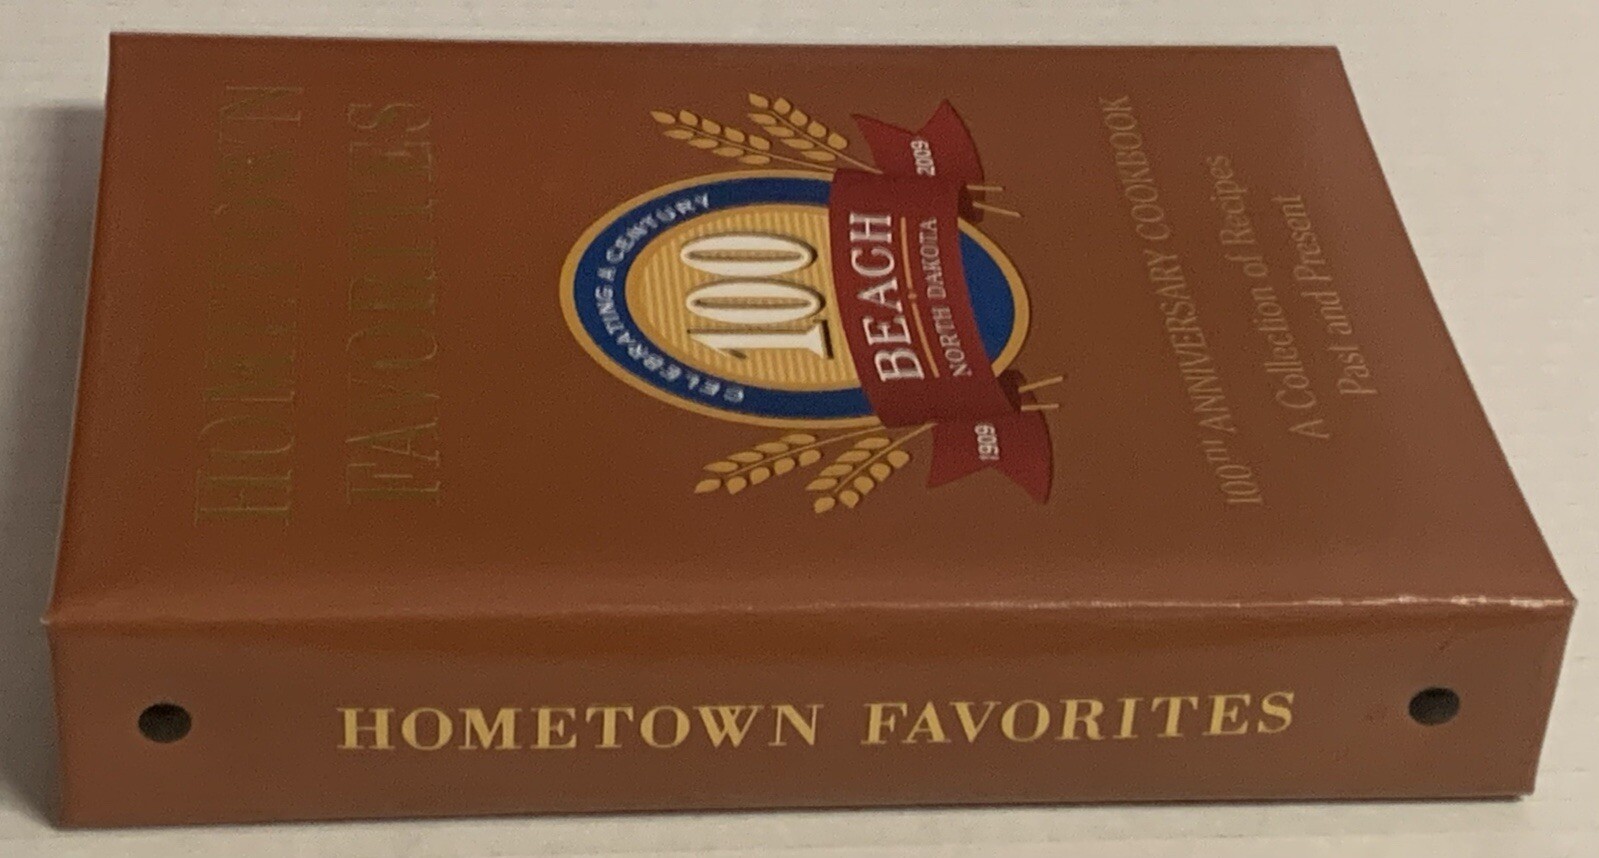 HOMETOWN
FAVORITES
CELEBRATING A CENTURY
100
BEACH
NORTH DAKOTA
1909
2009
100TH ANNIVERSARY COOKBOOK
A Collection of Recipes
Past and Present
HOMETOWN FAVORITES